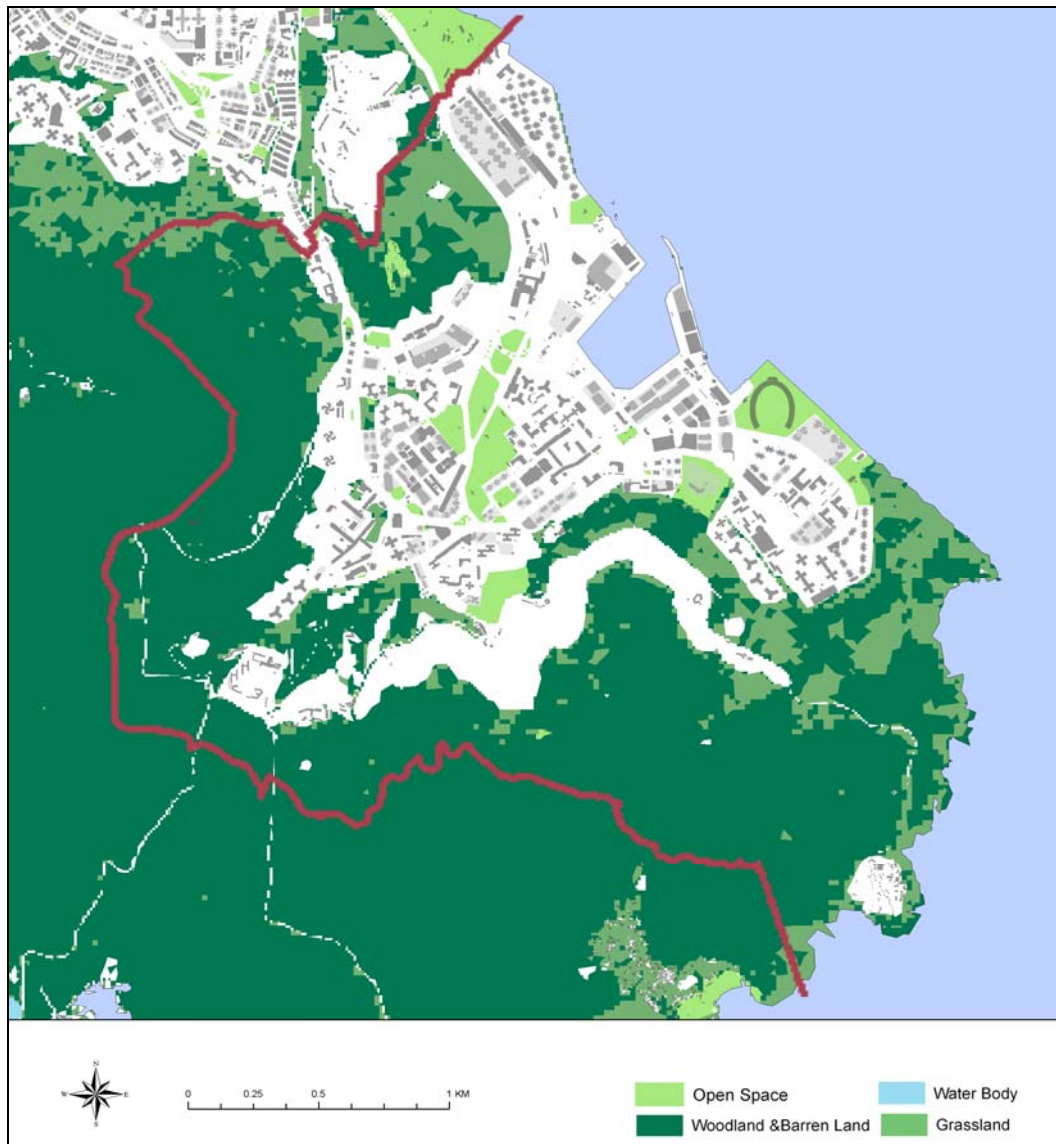 N
W E
S
0 0.25 0.5 1 KM
Open Space
Water Body
Woodland &Barren Land
Grassland